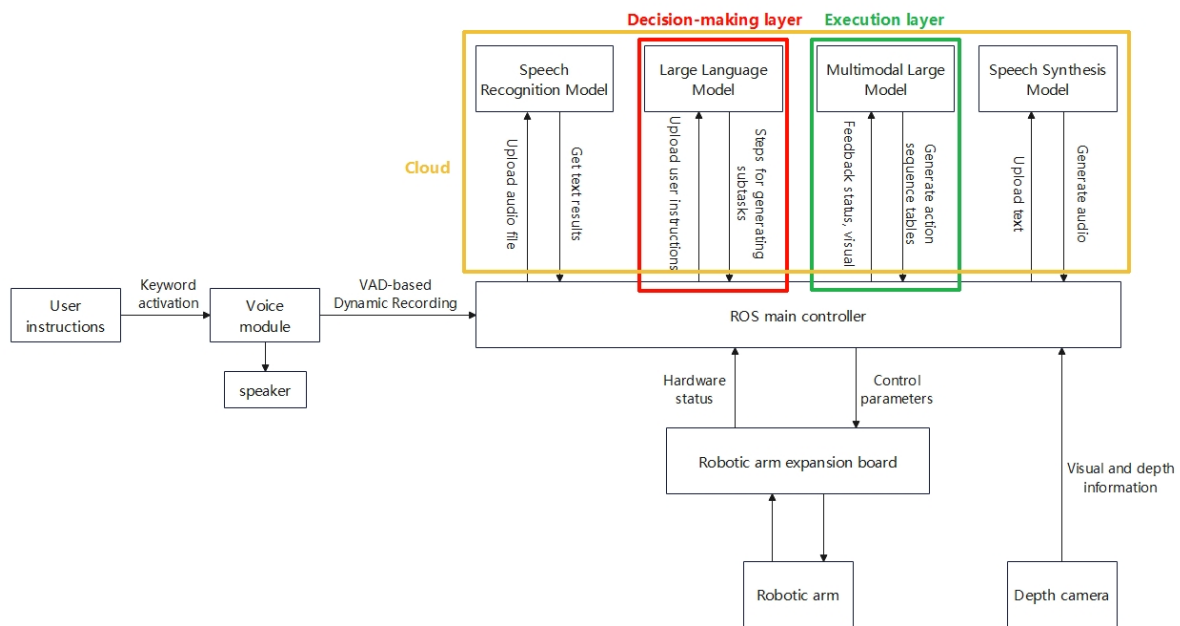 Decision-making layer
Execution layer
Speech
Recognition Model
Large Language
Model
Multimodal Large
Model
Speech Synthesis
Model
Cloud
Upload audio file
Get text results
Upload user instructions
Steps for generating
subtasks
Feedback status, visual
Generate action
sequence tables
Upload text
Generate audio
User
instructions
Keyword
activation
Voice
module
VAD-based
Dynamic Recording
ROS main controller
speaker
Hardware
status
Control
parameters
Robotic arm expansion board
Visual and depth
information
Robotic arm
Depth camera